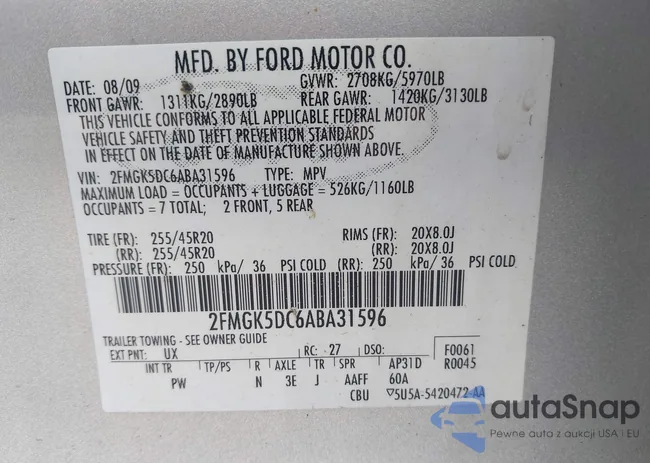 MFD. BY FORD MOTOR CO.
DATE: 08/09 GVWR: 2708KG/5970LB
FRONT GAWR: 1311KG/2890LB REAR GAWR: 1420KG/3130LB
THIS VEHICLE CONFORMS TO ALL APPLICABLE FEDERAL MOTOR
VEHICLE SAFETY AND THEFT PREVENTION STANDARDS
IN EFFECT ON THE DATE OF MANUFACTURE SHOWN ABOVE.
VIN: 2FMGK5DC6ABA31596 TYPE: MPV
MAXIMUM LOAD = OCCUPANTS + LUGGAGE = 526KG/1160LB
OCCUPANTS = 7 TOTAL; 2 FRONT, 5 REAR
TIRE (FR): 255/45R20 RIMS (FR): 20X8.0J
(RR): 255/45R20 (RR): 20X8.0J
PRESSURE (FR): 250 kPa/ 36 PSI COLD (RR): 250 kPa/ 36 PSI COLD
2FMGK5DC6ABA31596
TRAILER TOWING - SEE OWNER GUIDE
EXT PNT: UX RC: 27 DSO: F0061
INT TR TP/PS R AXLE TR SPR AP31D R0045
PW N 3E J AAFF 60A
CBU ▽5U5A-5420472-AA
autaSnap
Pewne auto z aukcji USA i EU